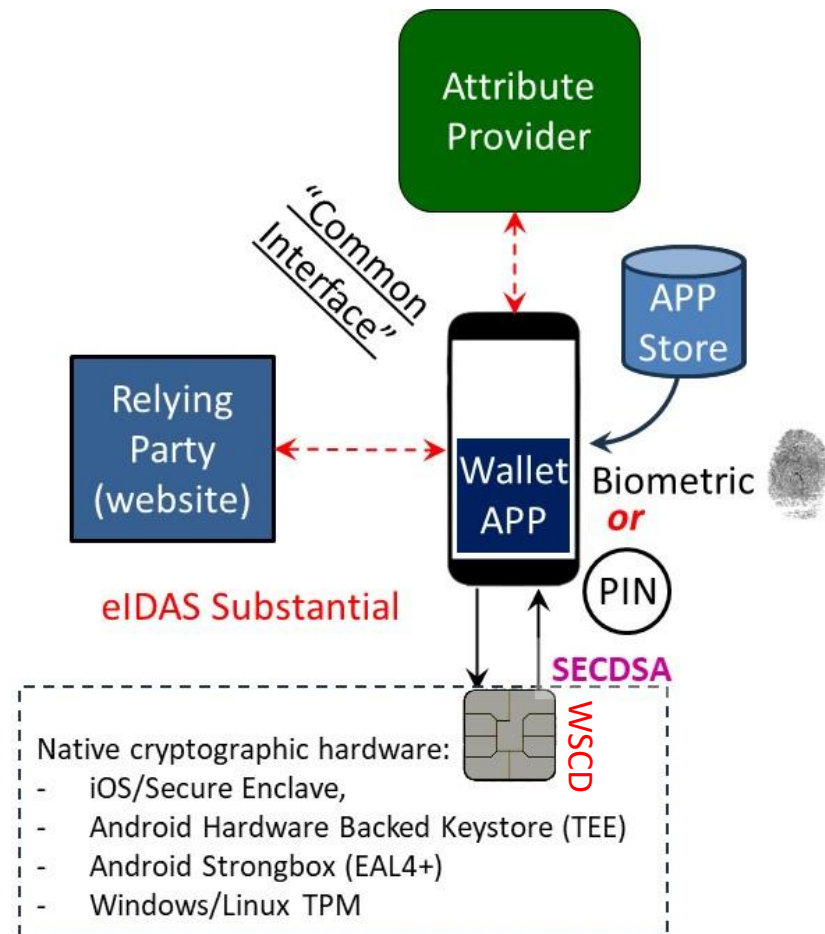 Attribute
Provider
“Common
Interface”
APP
Store
Relying
Party
(website)
Wallet
APP
Biometric
or
PIN
eIDAS Substantial
SECDSA
WSCD
Native cryptographic hardware:
- iOS/Secure Enclave,
- Android Hardware Backed Keystore (TEE)
- Android Strongbox (EAL4+)
- Windows/Linux TPM